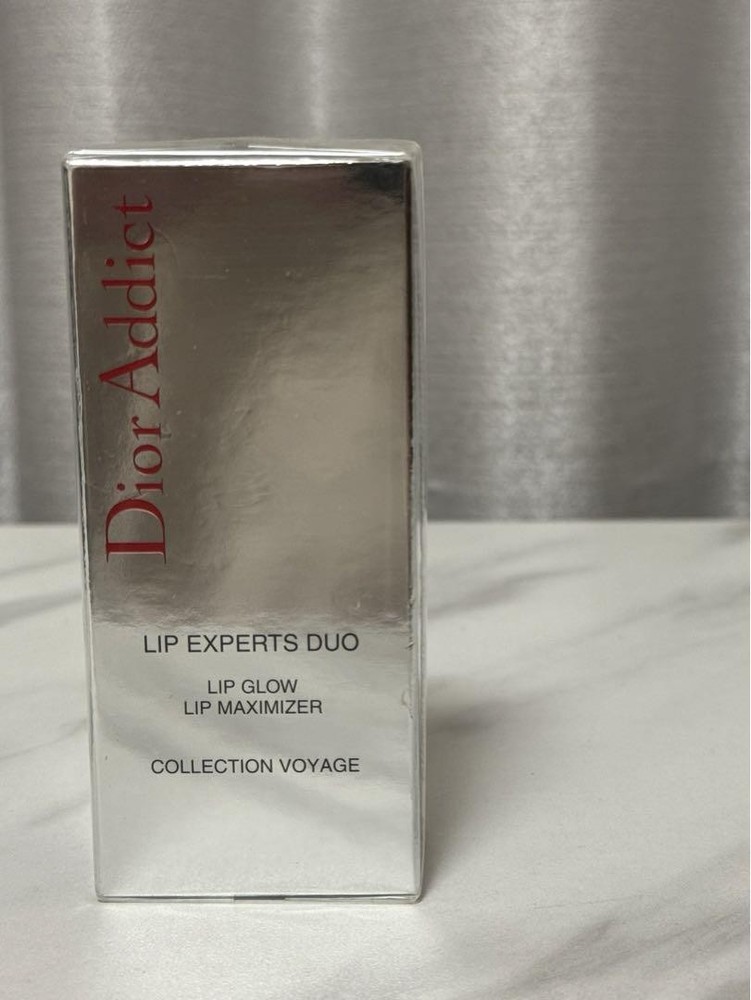 Dior Addict
LIP EXPERTS DUO
LIP GLOW
LIP MAXIMIZER
COLLECTION VOYAGE